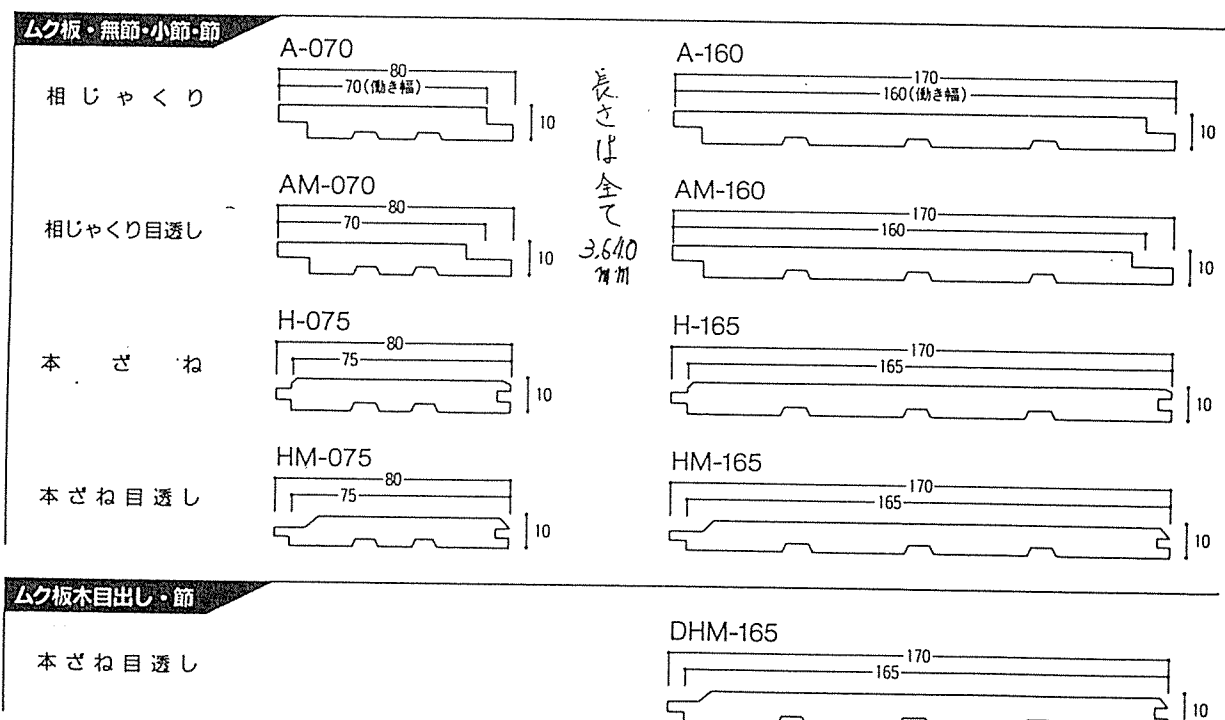 ムク板・無節・小節・節
A-070
A-160
相じゃくり
80
70(働き幅)
10
170
160(働き幅)
10
長さは全て
3.640
mm
AM-070
AM-160
相じゃくり目透し
80
70
10
170
160
10
H-075
H-165
本ざね
80
75
10
170
165
10
HM-075
HM-165
本ざね目透し
80
75
10
170
165
10
ムク板木目出し・節
DHM-165
本ざね目透し
170
165
10